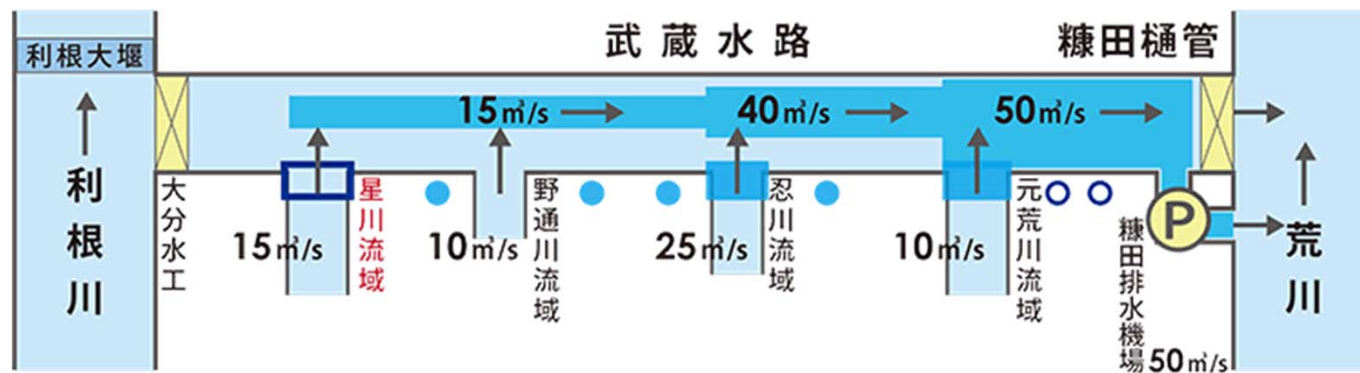 武蔵水路
糠田樋管
利根大堰
15㎥/s
40㎥/s
50㎥/s
利根川
大分水工
15㎥/s
星川流域
10㎥/s
野通川流域
25㎥/s
忍川流域
10㎥/s
元荒川流域
糠田排水機場
P
50㎥/s
荒川